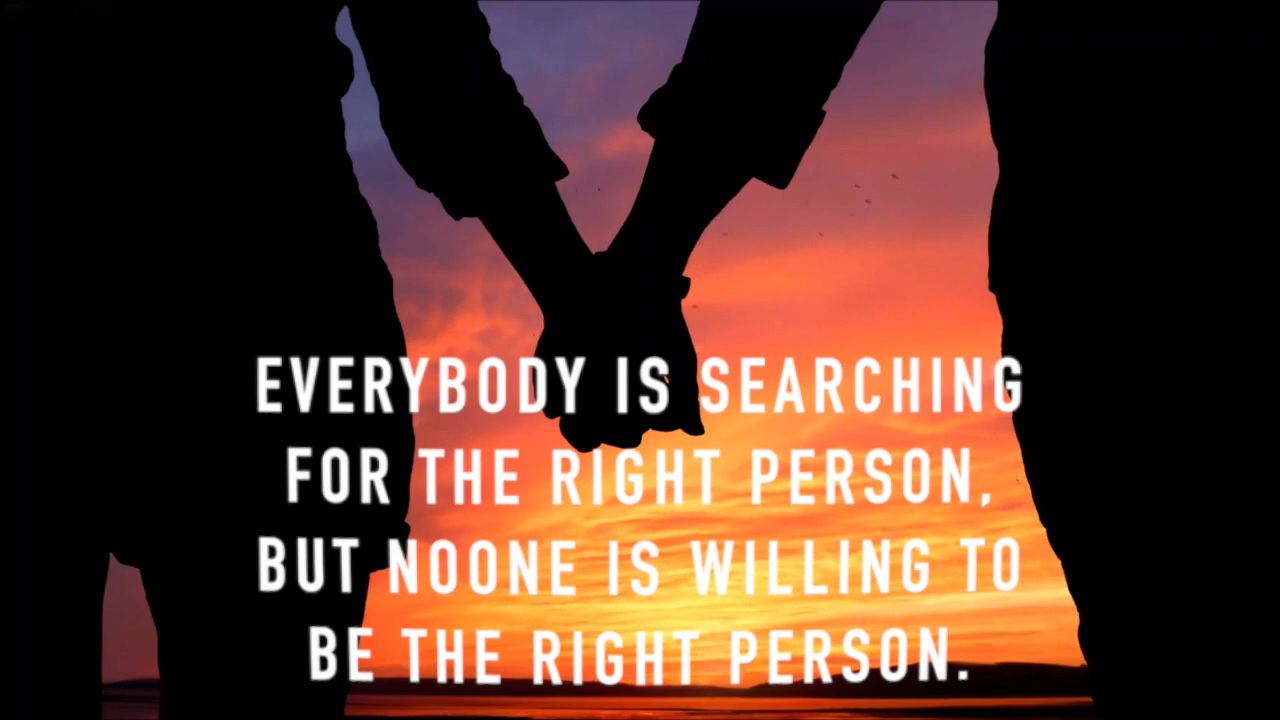 EVERYBODY IS SEARCHING
FOR THE RIGHT PERSON,
BUT NOONE IS WILLING TO
BE THE RIGHT PERSON.